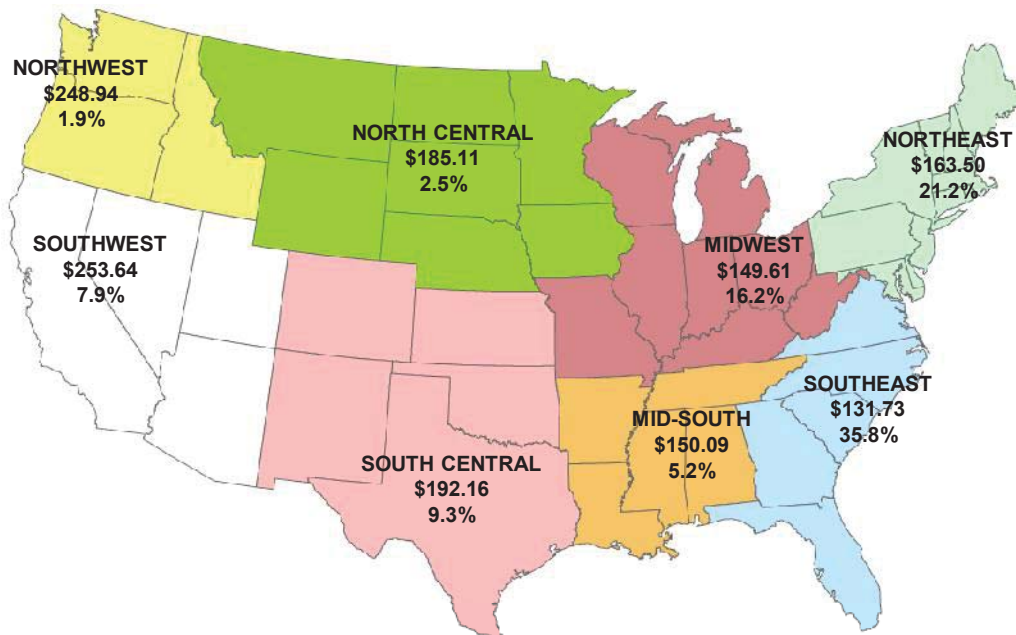 NORTHWEST
$248.94
1.9%
NORTH CENTRAL
$185.11
2.5%
NORTHEAST
$163.50
21.2%
SOUTHWEST
$253.64
7.9%
MIDWEST
$149.61
16.2%
SOUTHEAST
$131.73
35.8%
MID-SOUTH
$150.09
5.2%
SOUTH CENTRAL
$192.16
9.3%